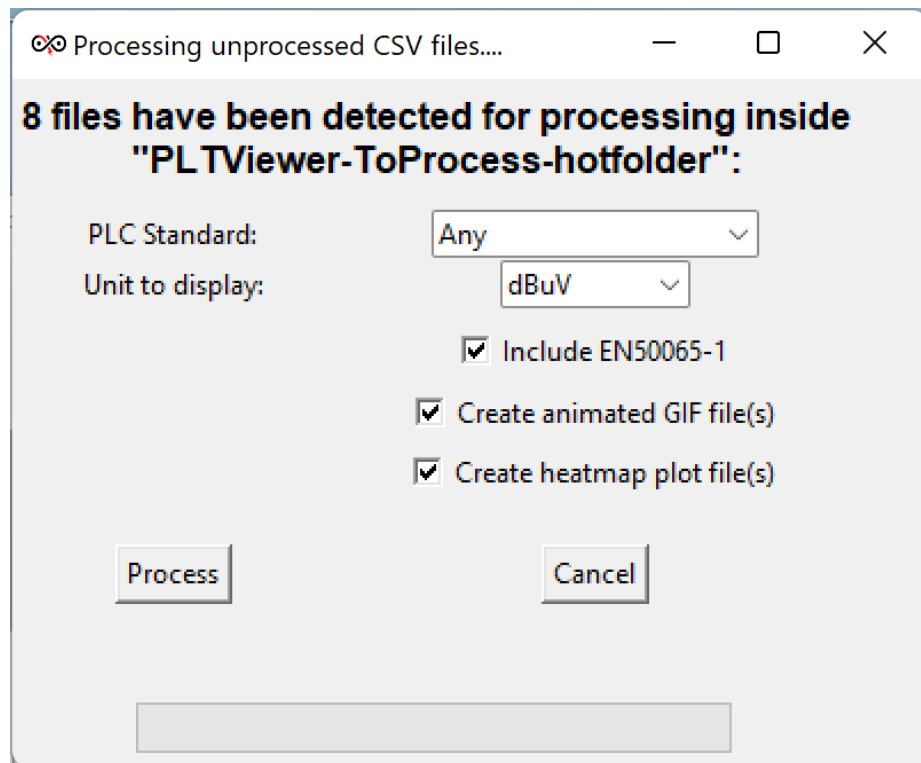 Processing unprocessed CSV files....
8 files have been detected for processing inside
"PLTViewer-ToProcess-hotfolder":
PLC Standard: Any
Unit to display: dBuV
Include EN50065-1
Create animated GIF file(s)
Create heatmap plot file(s)
Process Cancel